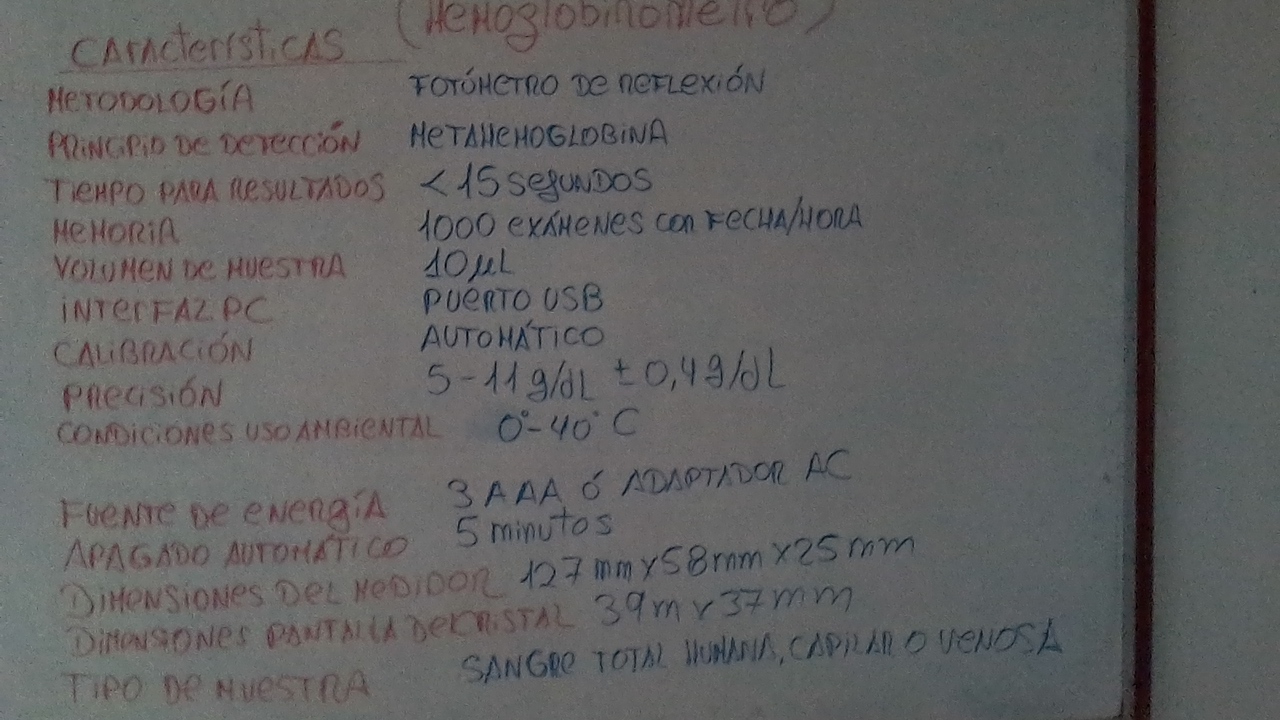 (Hemoglobinometro)
CARACTERÍSTICAS
METODOLOGÍA FOTÓMETRO DE REFLEXIÓN
PRINCIPIO DE DETECCIÓN METAHEMOGLOBINA
TIEMPO PARA RESULTADOS <15 SEGUNDOS
MEMORIA 1000 EXÁMENES CON FECHA/HORA
VOLUMEN DE MUESTRA 10 µL
INTERFAZ PC PUERTO USB
CALIBRACIÓN AUTOMÁTICO
PRECISIÓN 5-11 g/dL ± 0,4 g/dL
CONDICIONES USO AMBIENTAL 0°-40° C
FUENTE DE ENERGÍA 3 AAA Ó ADAPTADOR AC
APAGADO AUTOMÁTICO 5 minutos
DIMENSIONES DEL MEDIDOR 127 mm x 58 mm x 25 mm
DIMENSIONES PANTALLA DE CRISTAL 39 m x 37 mm
TIPO DE MUESTRA SANGRE TOTAL HUMANA, CAPILAR O VENOSA